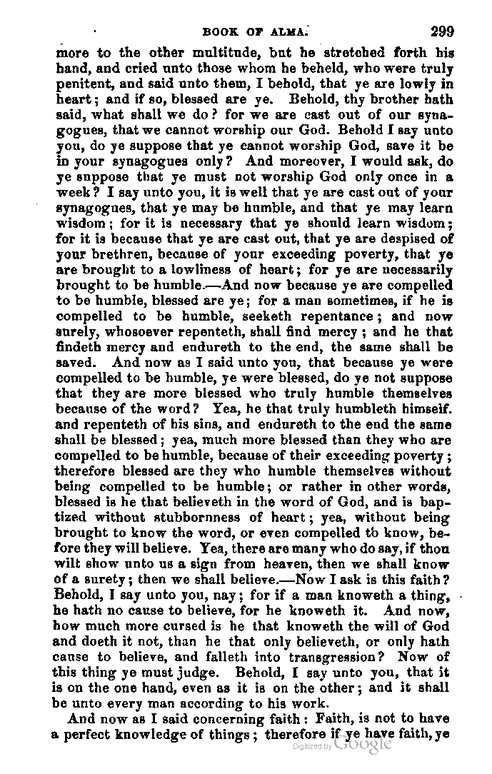 BOOK OF ALMA. 299
more to the other multitude, but he stretched forth his
hand, and cried unto those whom he beheld, who were truly
penitent, and said unto them, I behold, that ye are lowly in
heart; and if so, blessed are ye. Behold, thy brother hath
said, what shall we do? for we are cast out of our syna-
gogues, that we cannot worship our God. Behold I say unto
you, do ye suppose that ye cannot worship God, save it be
in your synagogues only? And moreover, I would ask, do
ye suppose that ye must not worship God only once in a
week? I say unto you, it is well that ye are cast out of your
synagogues, that ye may be humble, and that ye may learn
wisdom; for it is necessary that ye should learn wisdom;
for it is because that ye are cast out, that ye are despised of
your brethren, because of your exceeding poverty, that ye
are brought to a lowliness of heart; for ye are necessarily
brought to be humble.—And now because ye are compelled
to be humble, blessed are ye; for a man sometimes, if he is
compelled to be humble, seeketh repentance; and now
surely, whosoever repenteth, shall find mercy; and he that
findeth mercy and endureth to the end, the same shall be
saved. And now as I said unto you, that because ye were
compelled to be humble, ye were blessed, do ye not suppose
that they are more blessed who truly humble themselves
because of the word? Yea, he that truly humbleth himself.
and repenteth of his sins, and endureth to the end the same
shall be blessed; yea, much more blessed than they who are
compelled to be humble, because of their exceeding poverty;
therefore blessed are they who humble themselves without
being compelled to be humble; or rather in other words,
blessed is he that believeth in the word of God, and is bap-
tized without stubbornness of heart; yea, without being
brought to know the word, or even compelled to know, be-
fore they will believe. Yea, there are many who do say, if thou
wilt show unto us a sign from heaven, then we shall know
of a surety; then we shall believe.—Now I ask is this faith?
Behold, I say unto you, nay; for if a man knoweth a thing,
he hath no cause to believe, for he knoweth it. And now,
how much more cursed is he that knoweth the will of God
and doeth it not, than he that only believeth, or only hath
cause to believe, and falleth into transgression? Now of
this thing ye must judge. Behold, I say unto you, that it
is on the one hand, even as it is on the other; and it shall
be unto every man according to his work.
And now as I said concerning faith: Faith, is not to have
a perfect knowledge of things; therefore if ye have faith, ye
Digitized by Google